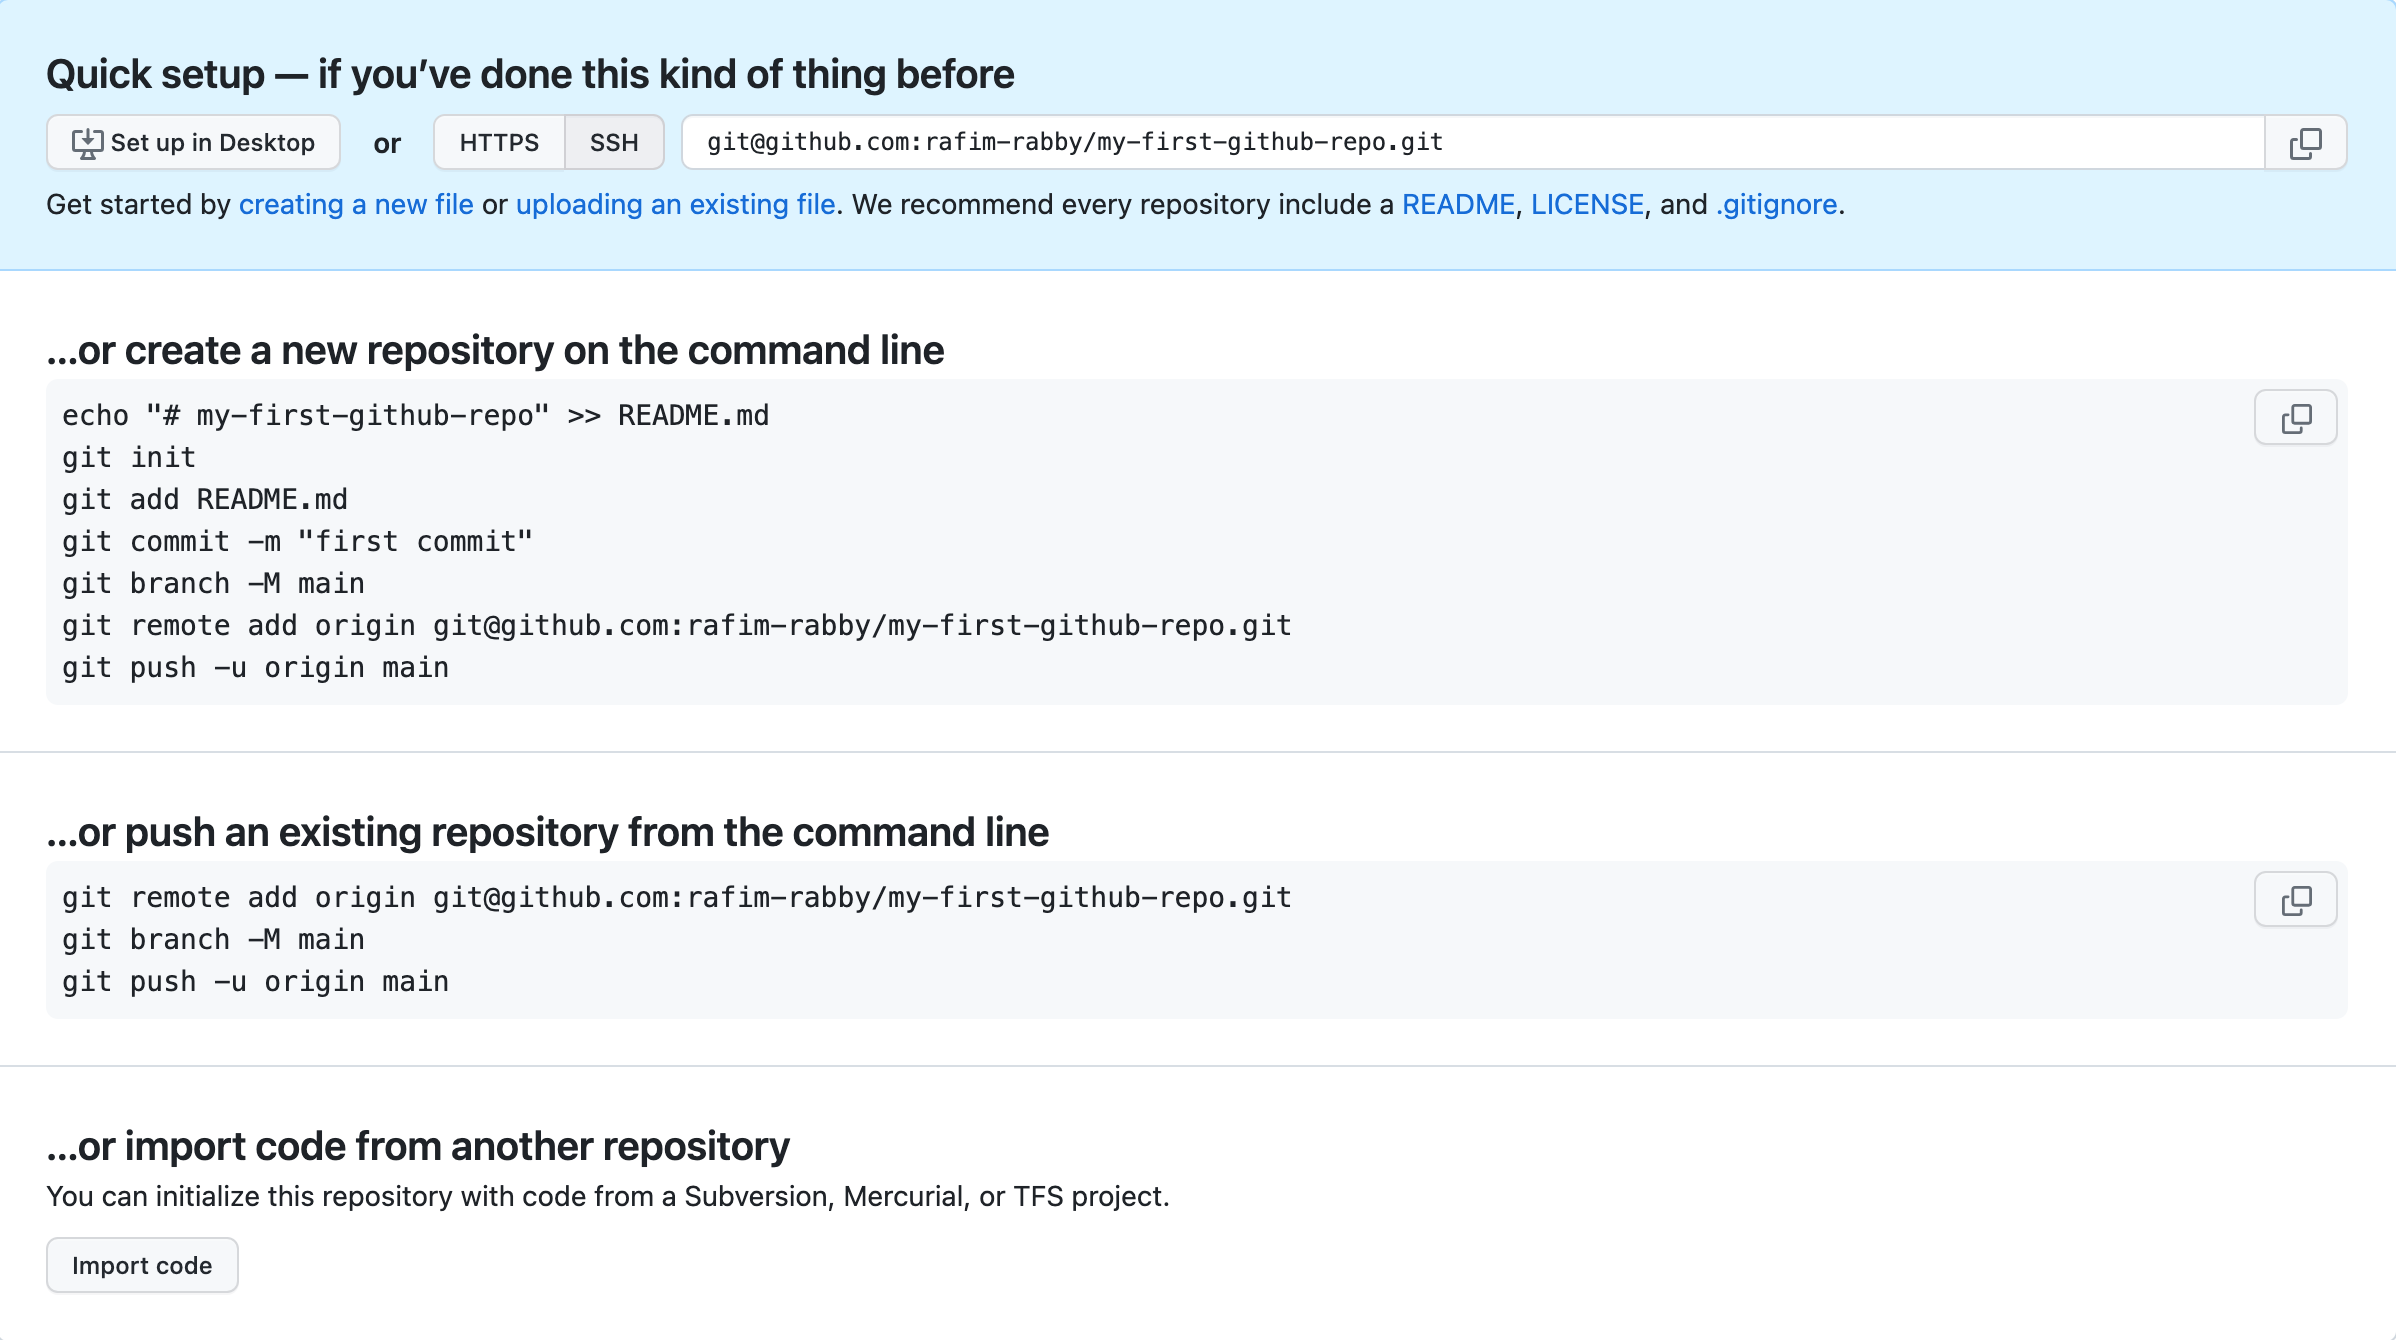 Quick setup — if you’ve done this kind of thing before
Set up in Desktop or HTTPS SSH git@github.com:rafim-rabby/my-first-github-repo.git
Get started by creating a new file or uploading an existing file. We recommend every repository include a README, LICENSE, and .gitignore.
…or create a new repository on the command line
echo "# my-first-github-repo" >> README.md
git init
git add README.md
git commit -m "first commit"
git branch -M main
git remote add origin git@github.com:rafim-rabby/my-first-github-repo.git
git push -u origin main
…or push an existing repository from the command line
git remote add origin git@github.com:rafim-rabby/my-first-github-repo.git
git branch -M main
git push -u origin main
…or import code from another repository
You can initialize this repository with code from a Subversion, Mercurial, or TFS project.
Import code